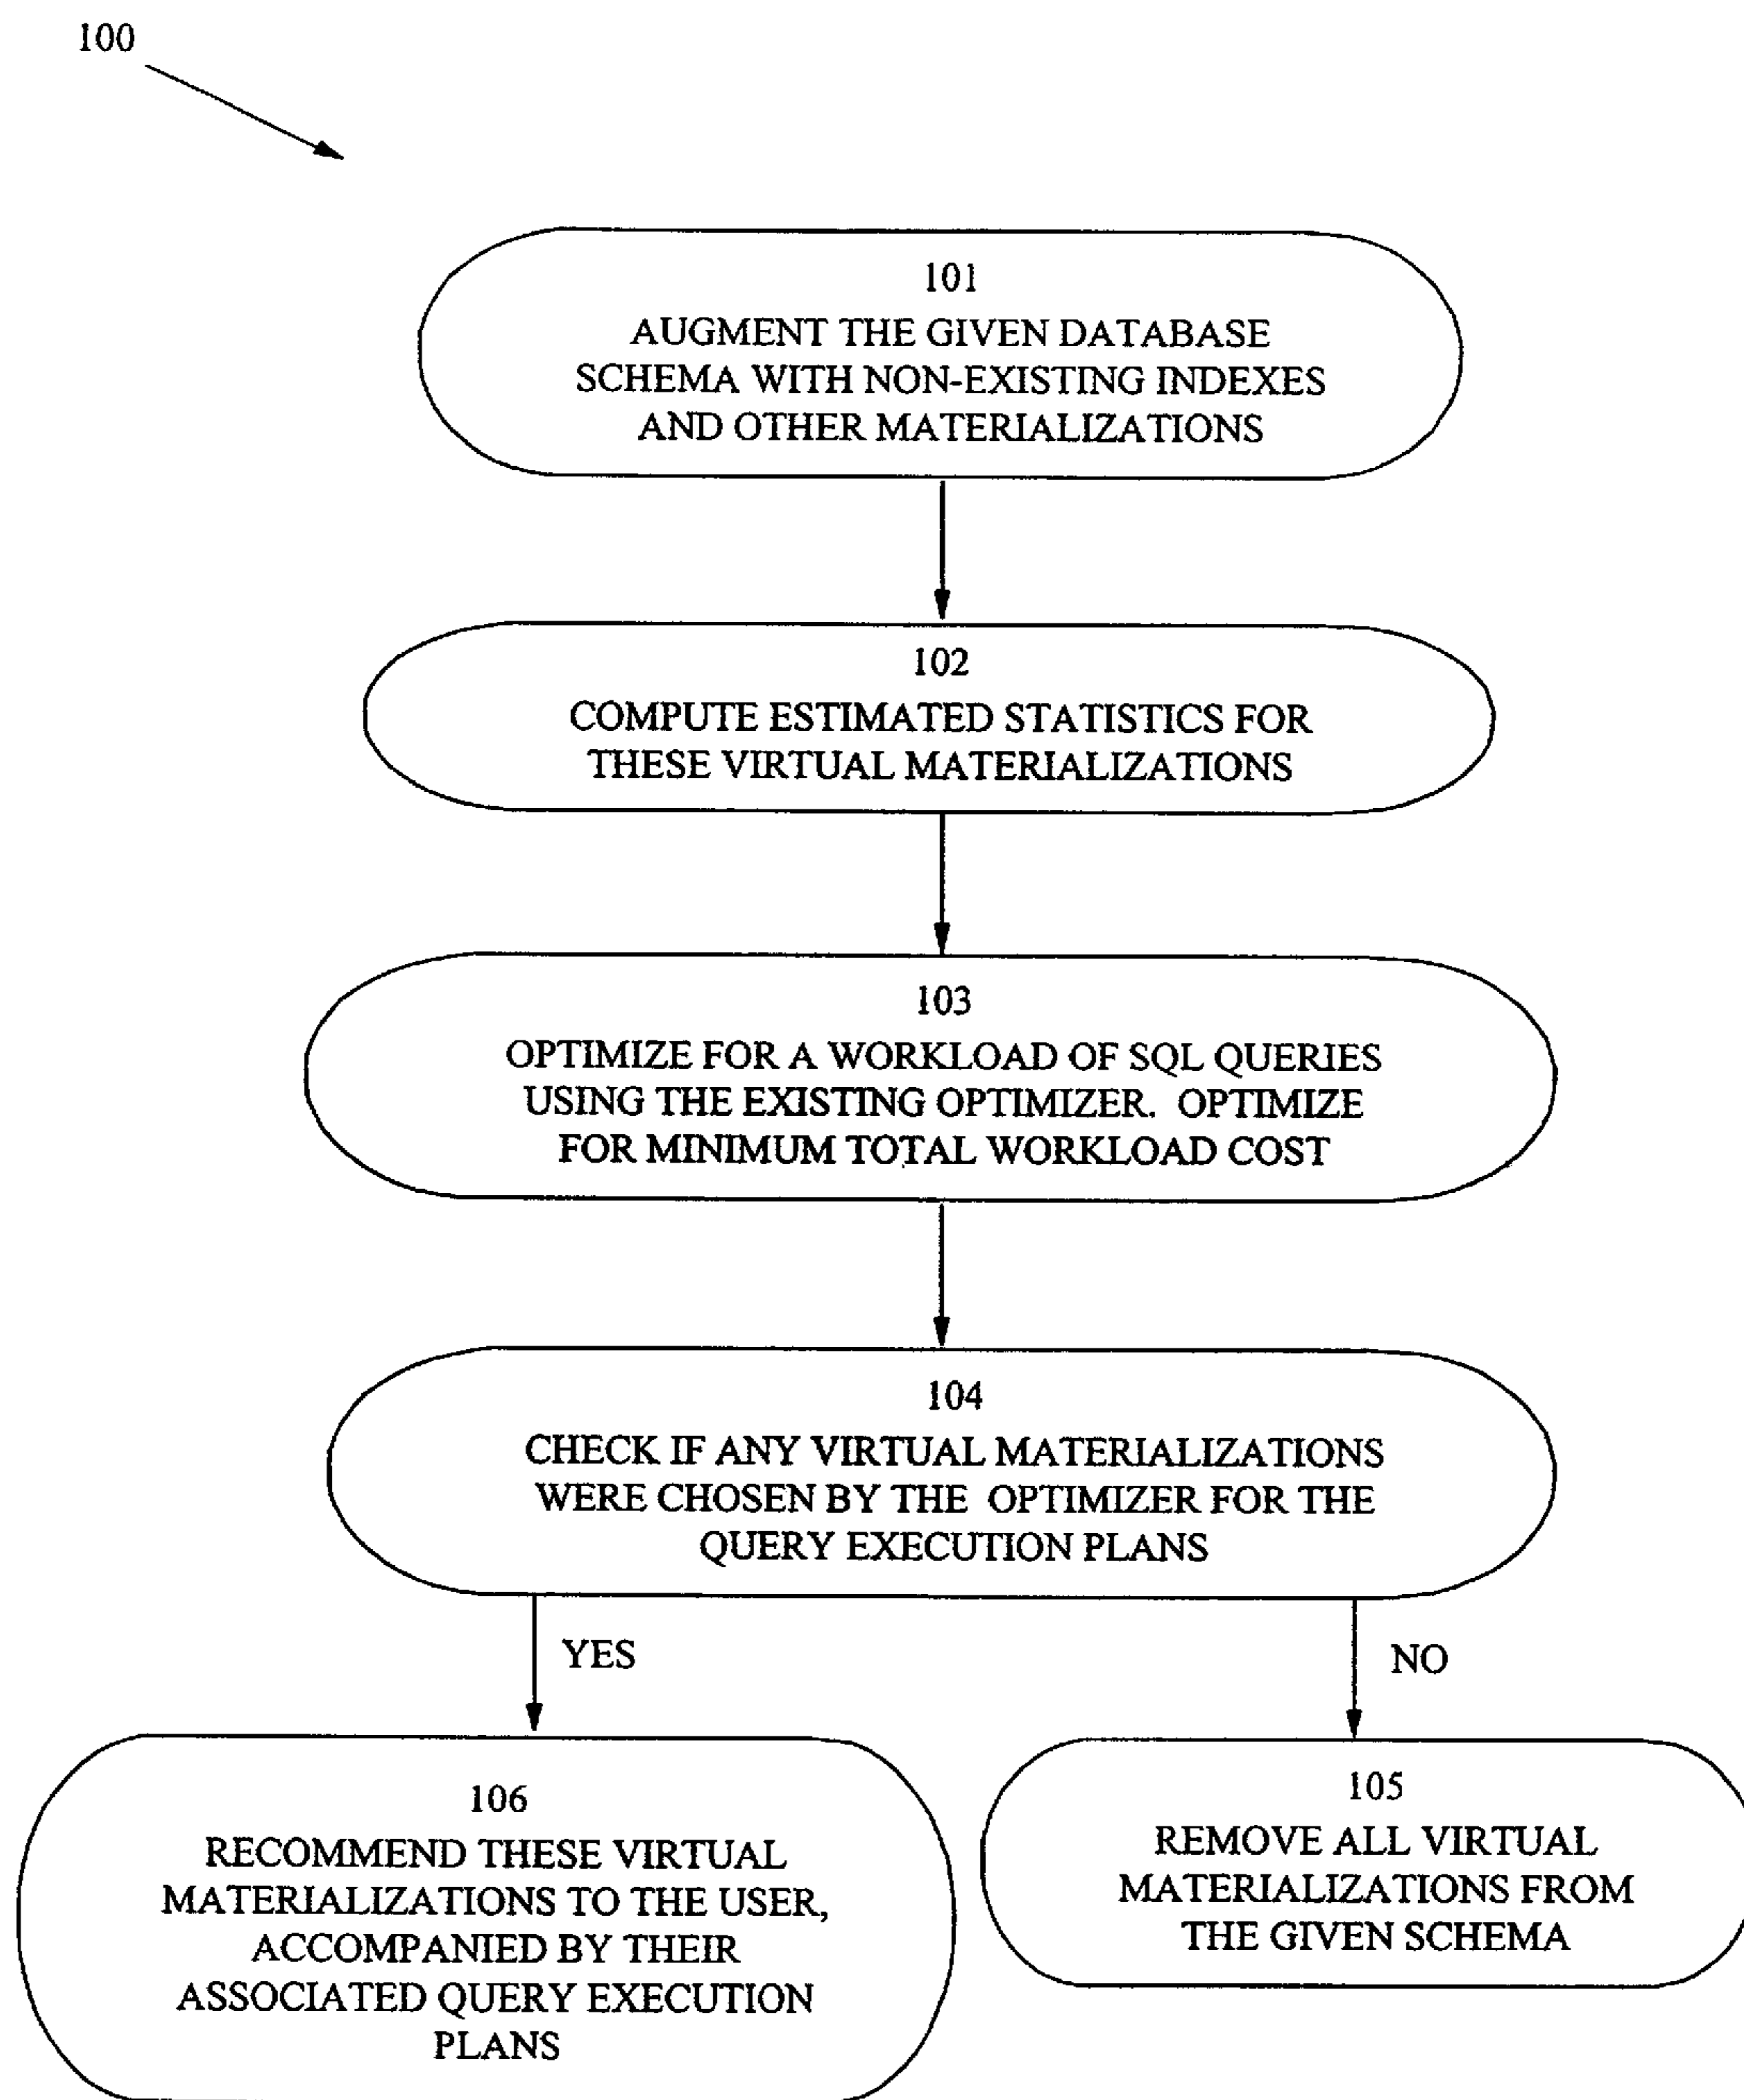 100
101
AUGMENT THE GIVEN DATABASE
SCHEMA WITH NON-EXISTING INDEXES
AND OTHER MATERIALIZATIONS
102
COMPUTE ESTIMATED STATISTICS FOR
THESE VIRTUAL MATERIALIZATIONS
103
OPTIMIZE FOR A WORKLOAD OF SQL QUERIES
USING THE EXISTING OPTIMIZER. OPTIMIZE
FOR MINIMUM TOTAL WORKLOAD COST
104
CHECK IF ANY VIRTUAL MATERIALIZATIONS
WERE CHOSEN BY THE OPTIMIZER FOR THE
QUERY EXECUTION PLANS
YES
NO
106
RECOMMEND THESE VIRTUAL
MATERIALIZATIONS TO THE USER,
ACCOMPANIED BY THEIR
ASSOCIATED QUERY EXECUTION
PLANS
105
REMOVE ALL VIRTUAL
MATERIALIZATIONS FROM
THE GIVEN SCHEMA